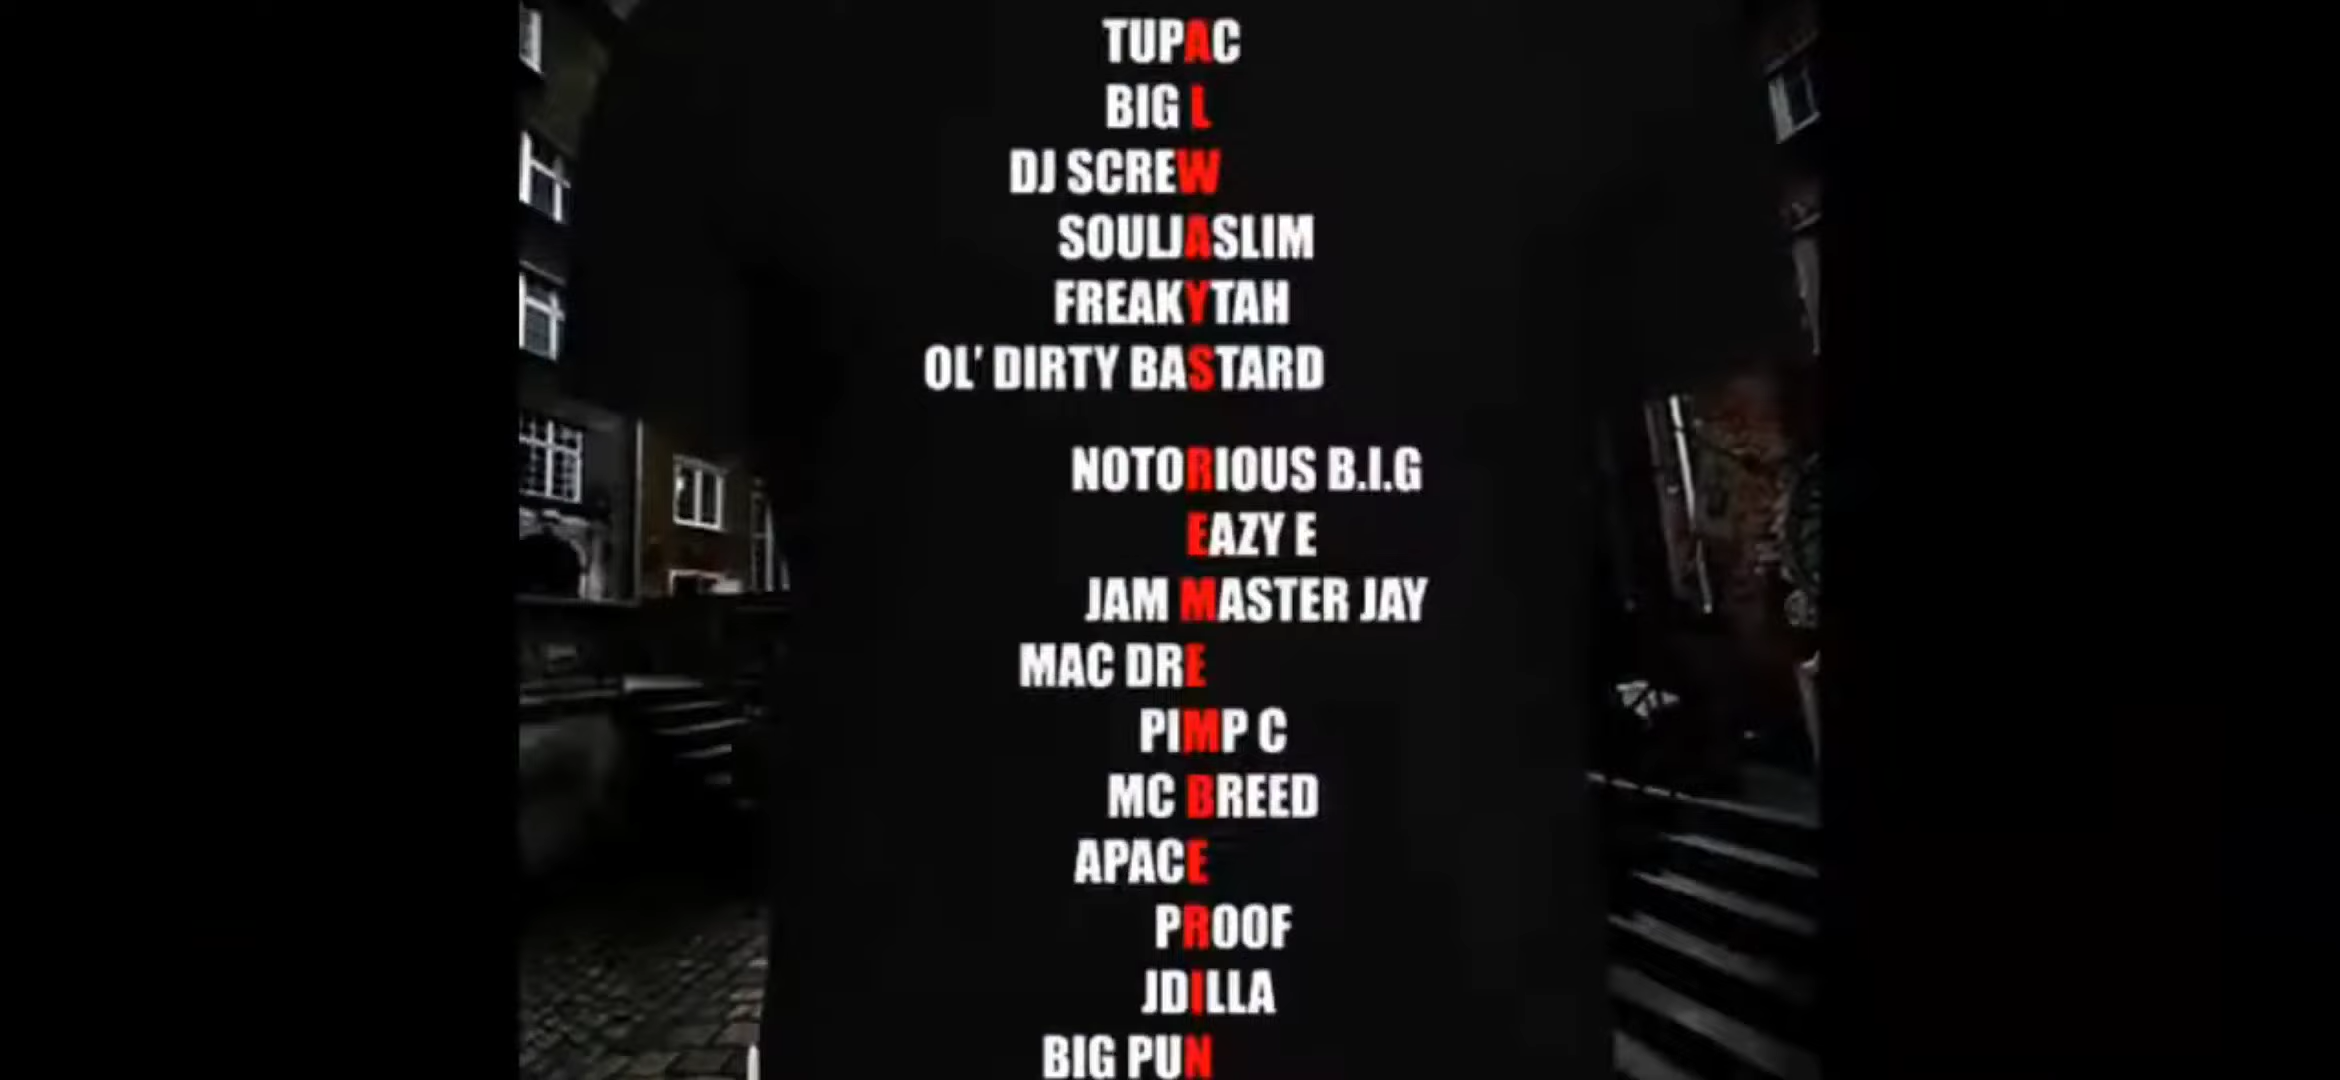 TUPAC
BIG L
DJ SCREW
SOULJASLIM
FREAKYTAH
OL' DIRTY BASTARD
NOTORIOUS B.I.G
EAZY E
JAM MASTER JAY
MAC DRE
PIMP C
MC BREED
APACE
PROOF
JDILLA
BIG PUN